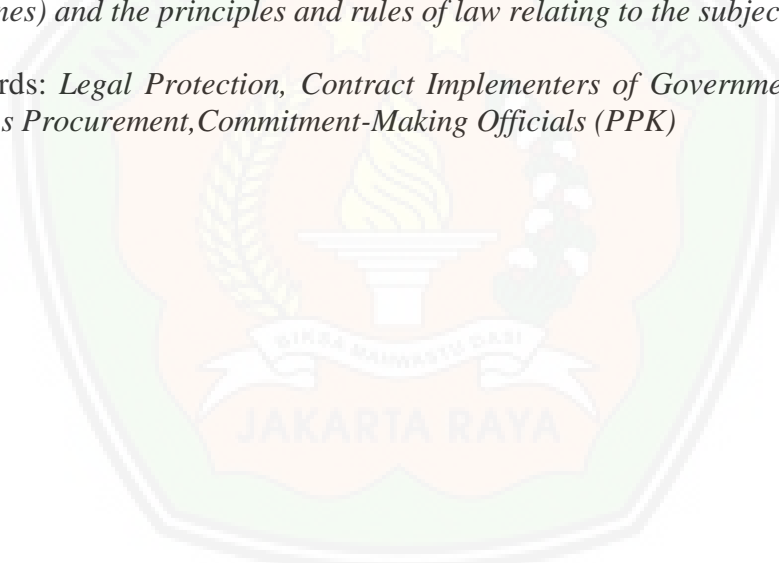 nes) and the principles and rules of law relating to the subjec
rds: Legal Protection, Contract Implementers of Governme
s Procurement,Commitment-Making Officials (PPK)
JAKARTA RAYA